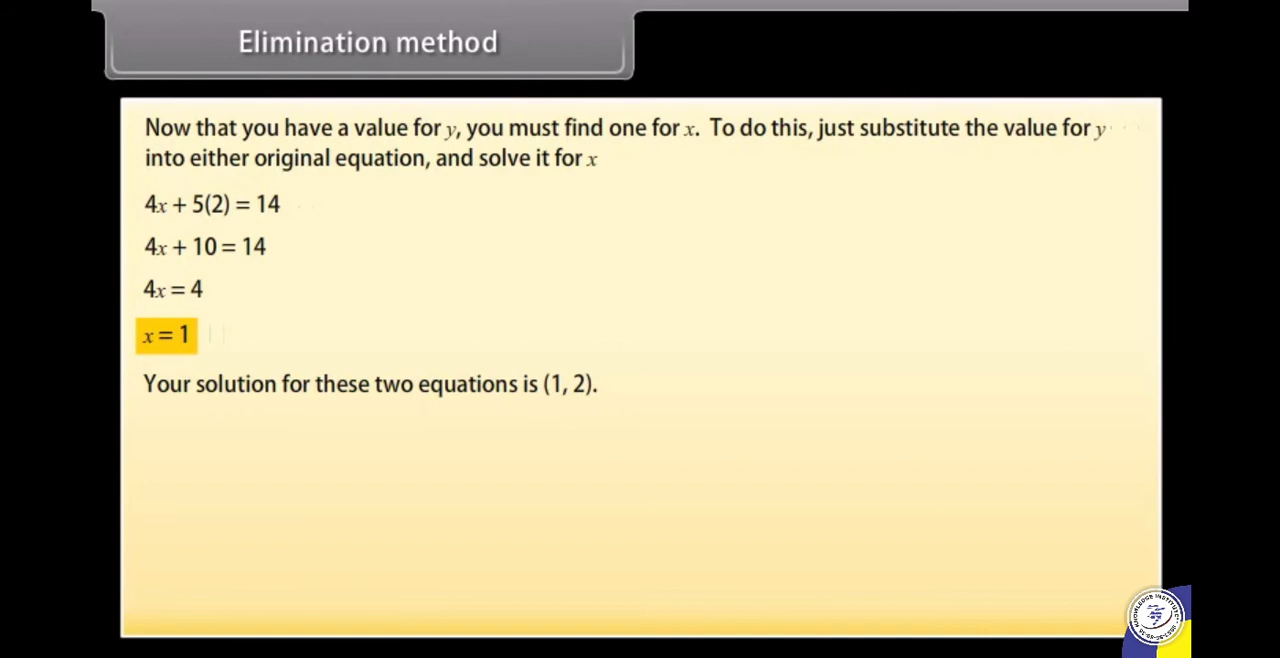 Elimination method
Now that you have a value for y, you must find one for x. To do this, just substitute the value for y
into either original equation, and solve it for x
4x + 5(2) = 14
4x + 10 = 14
4x = 4
x = 1
Your solution for these two equations is (1, 2).